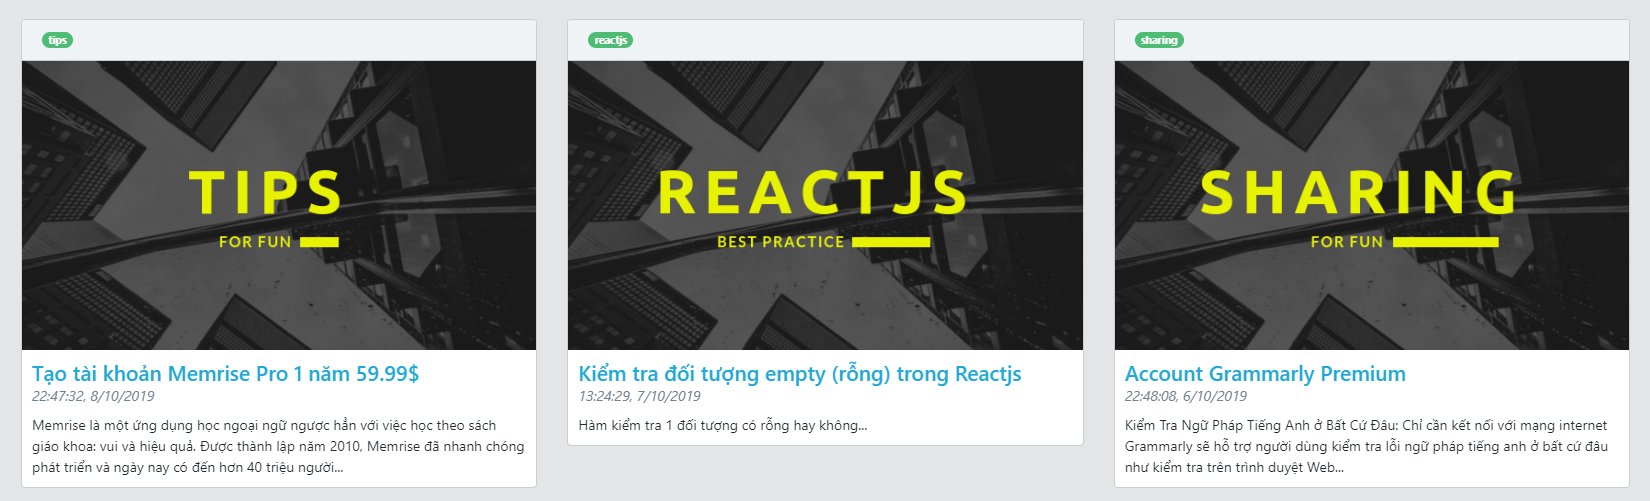 tips
TIPS
FOR FUN
Tạo tài khoản Memrise Pro 1 năm 59.99$
22:47:32, 8/10/2019
Memrise là một ứng dụng học ngoại ngữ ngược hẳn với việc học theo sách
giáo khoa: vui và hiệu quả. Được thành lập năm 2010, Memrise đã nhanh chóng
phát triển và ngày nay có đến hơn 40 triệu người...
reactjs
REACTJS
BEST PRACTICE
Kiểm tra đối tượng empty (rỗng) trong Reactjs
13:24:29, 7/10/2019
Hàm kiểm tra 1 đối tượng có rỗng hay không...
sharing
SHARING
FOR FUN
Account Grammarly Premium
22:48:08, 6/10/2019
Kiểm Tra Ngữ Pháp Tiếng Anh ở Bất Cứ Đâu: Chỉ cần kết nối với mạng internet
Grammarly sẽ hỗ trợ người dùng kiểm tra lỗi ngữ pháp tiếng anh ở bất cứ đâu
như kiểm tra trên trình duyệt Web...